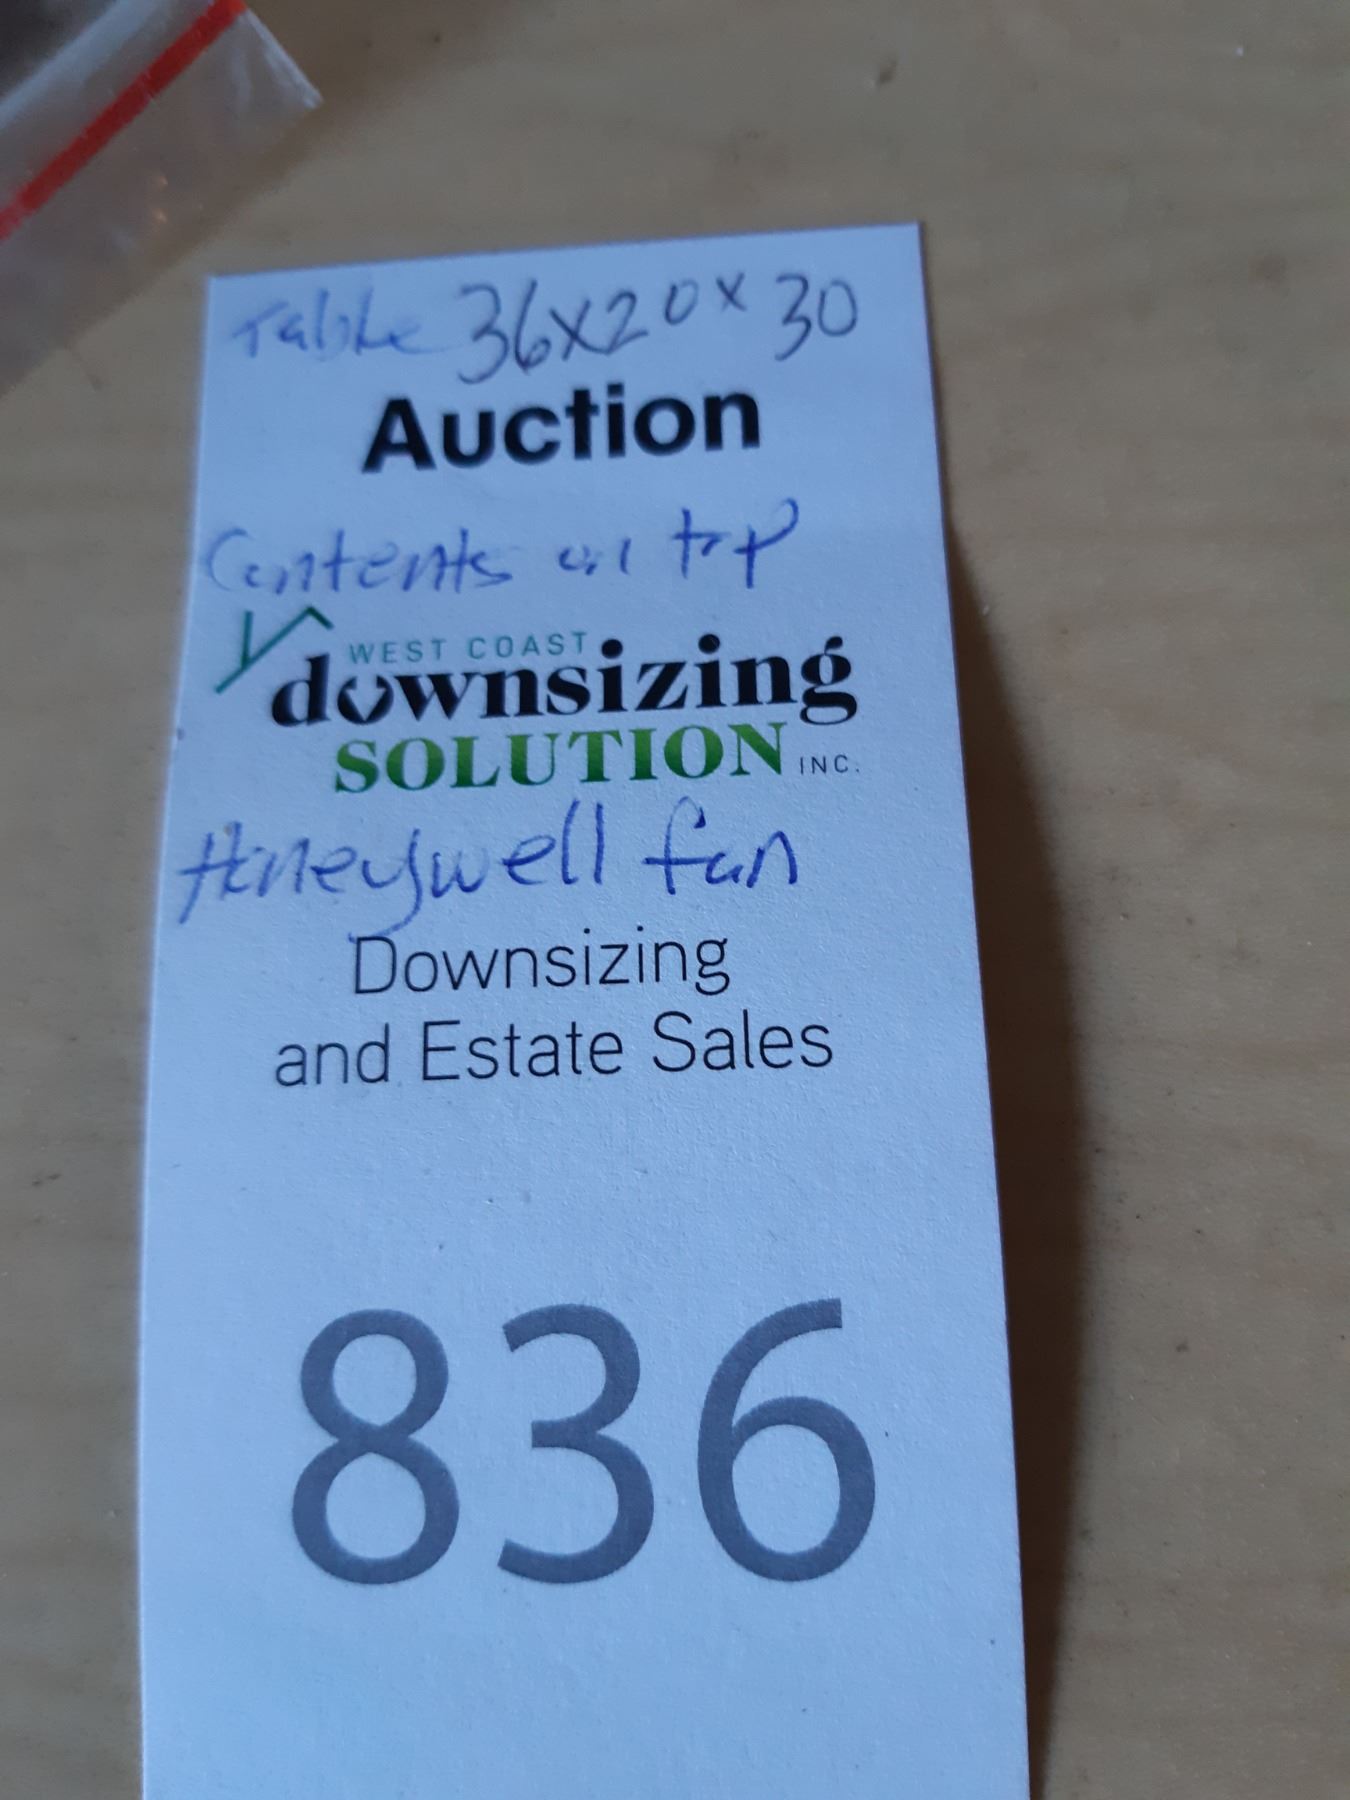 Table 36x20x30
Auction
Contents on top
WEST COAST
downsizing
SOLUTION INC.
Honeywell fan
Downsizing
and Estate Sales
836